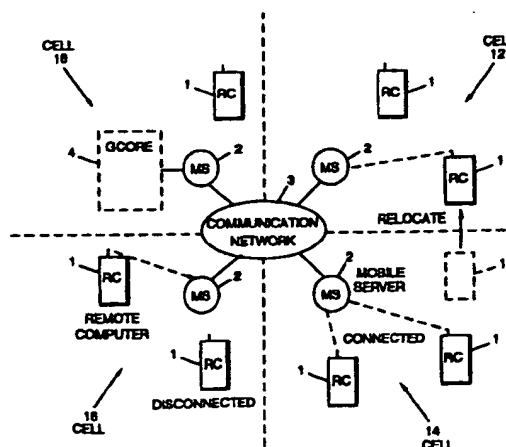 CELL
16
1
RC
4
GCORE
2
MS
1
RC
CELL
12
2
MS
1
RC
3
COMMUNICATION
NETWORK
RELOCATE
1
RC
REMOTE
COMPUTER
2
MS
2
MS
MOBILE
SERVER
1
1
RC
DISCONNECTED
CONNECTED
1
RC
1
RC
16
CELL
14
CELL